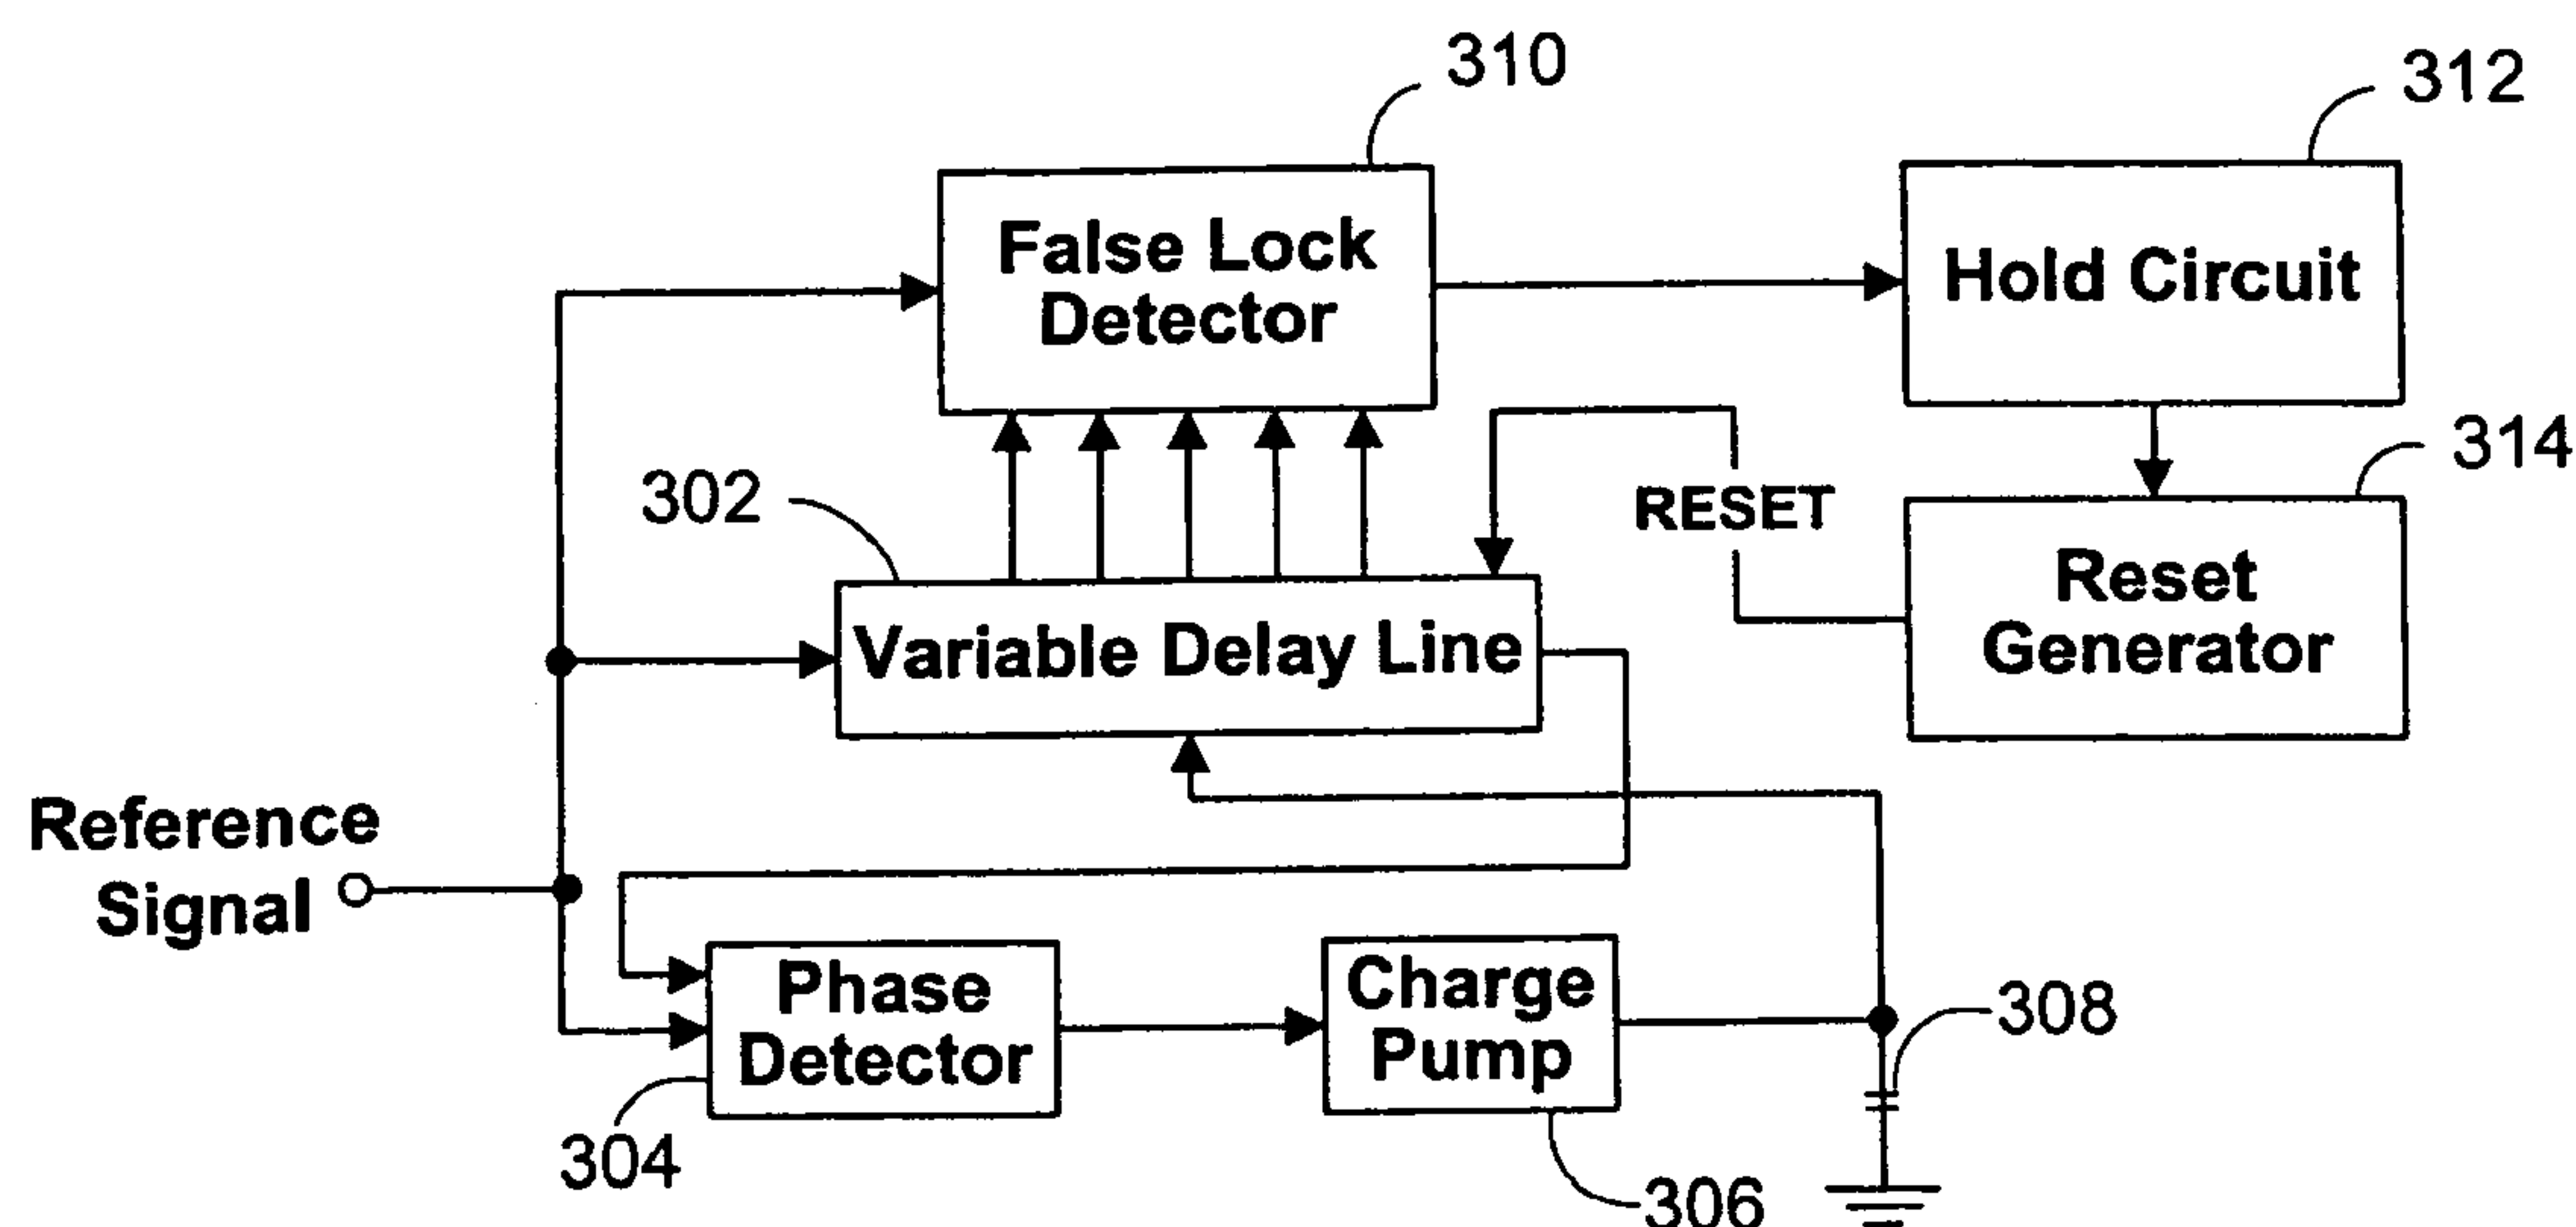 310
312
False Lock
Detector
Hold Circuit
314
302
RESET
Reset
Generator
Variable Delay Line
Reference
Signal
Phase
Detector
Charge
Pump
308
304
306